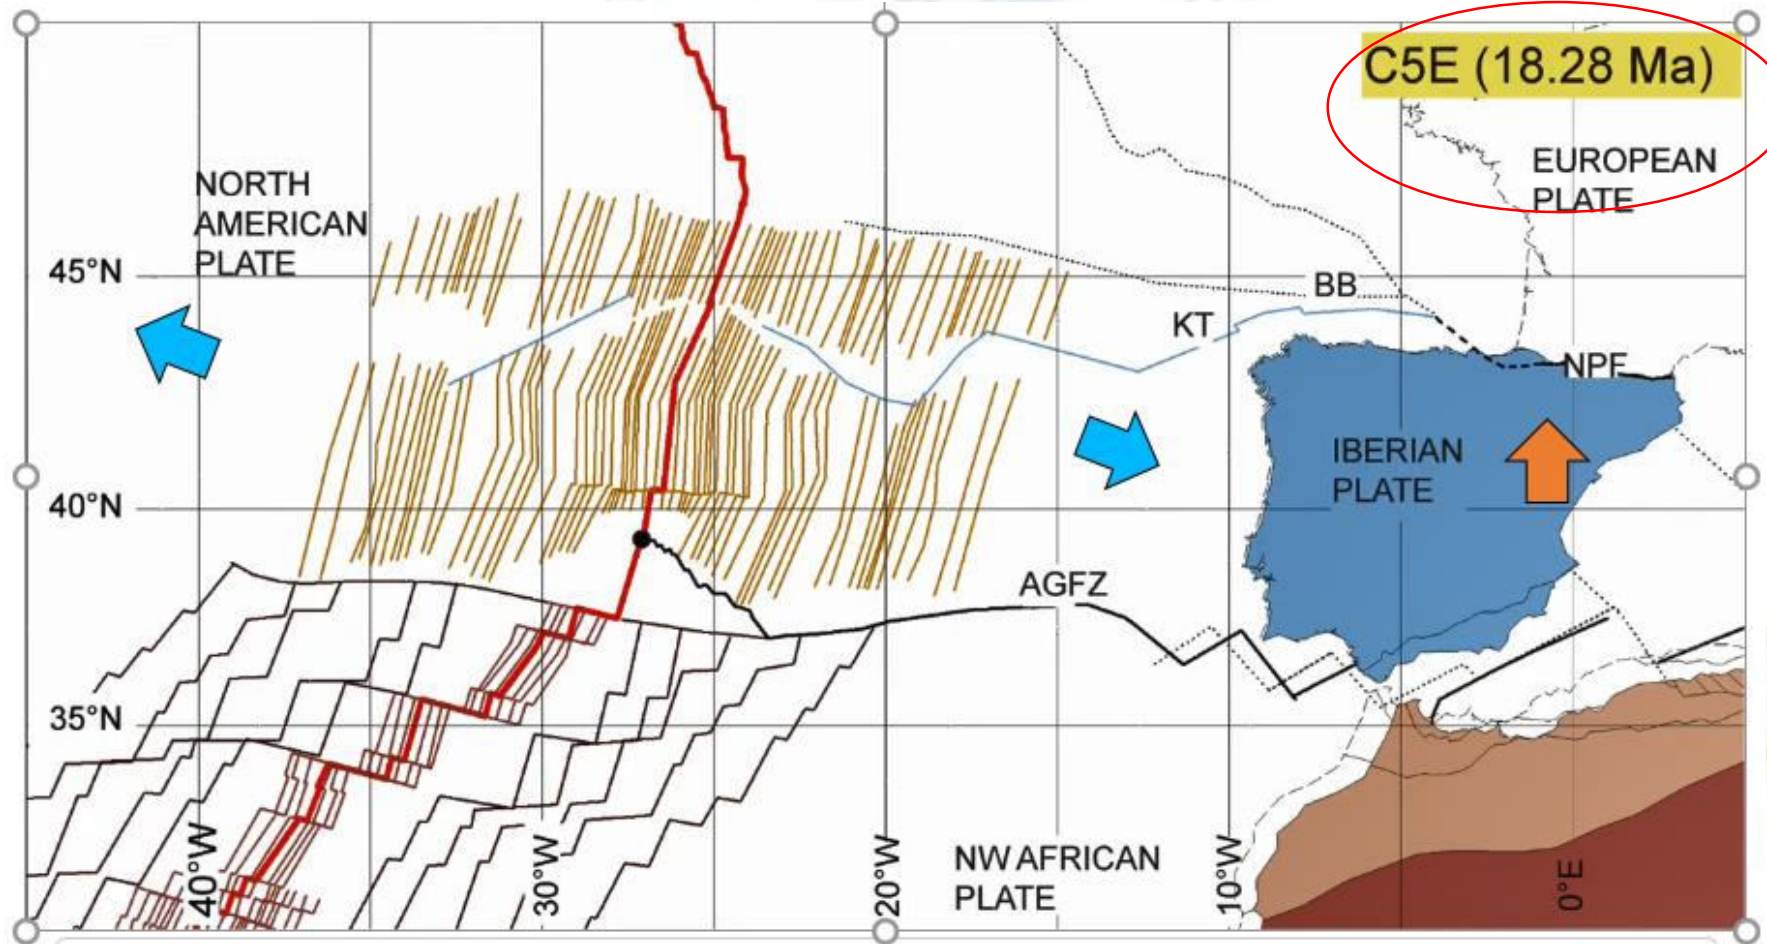 C5E (18.28 Ma)
EUROPEAN
PLATE
NORTH
AMERICAN
PLATE
45°N
BB
KT
NPF
IBERIAN
PLATE
40°N
AGFZ
35°N
NW AFRICAN
PLATE
40°W
30°W
20°W
10°W
0°E